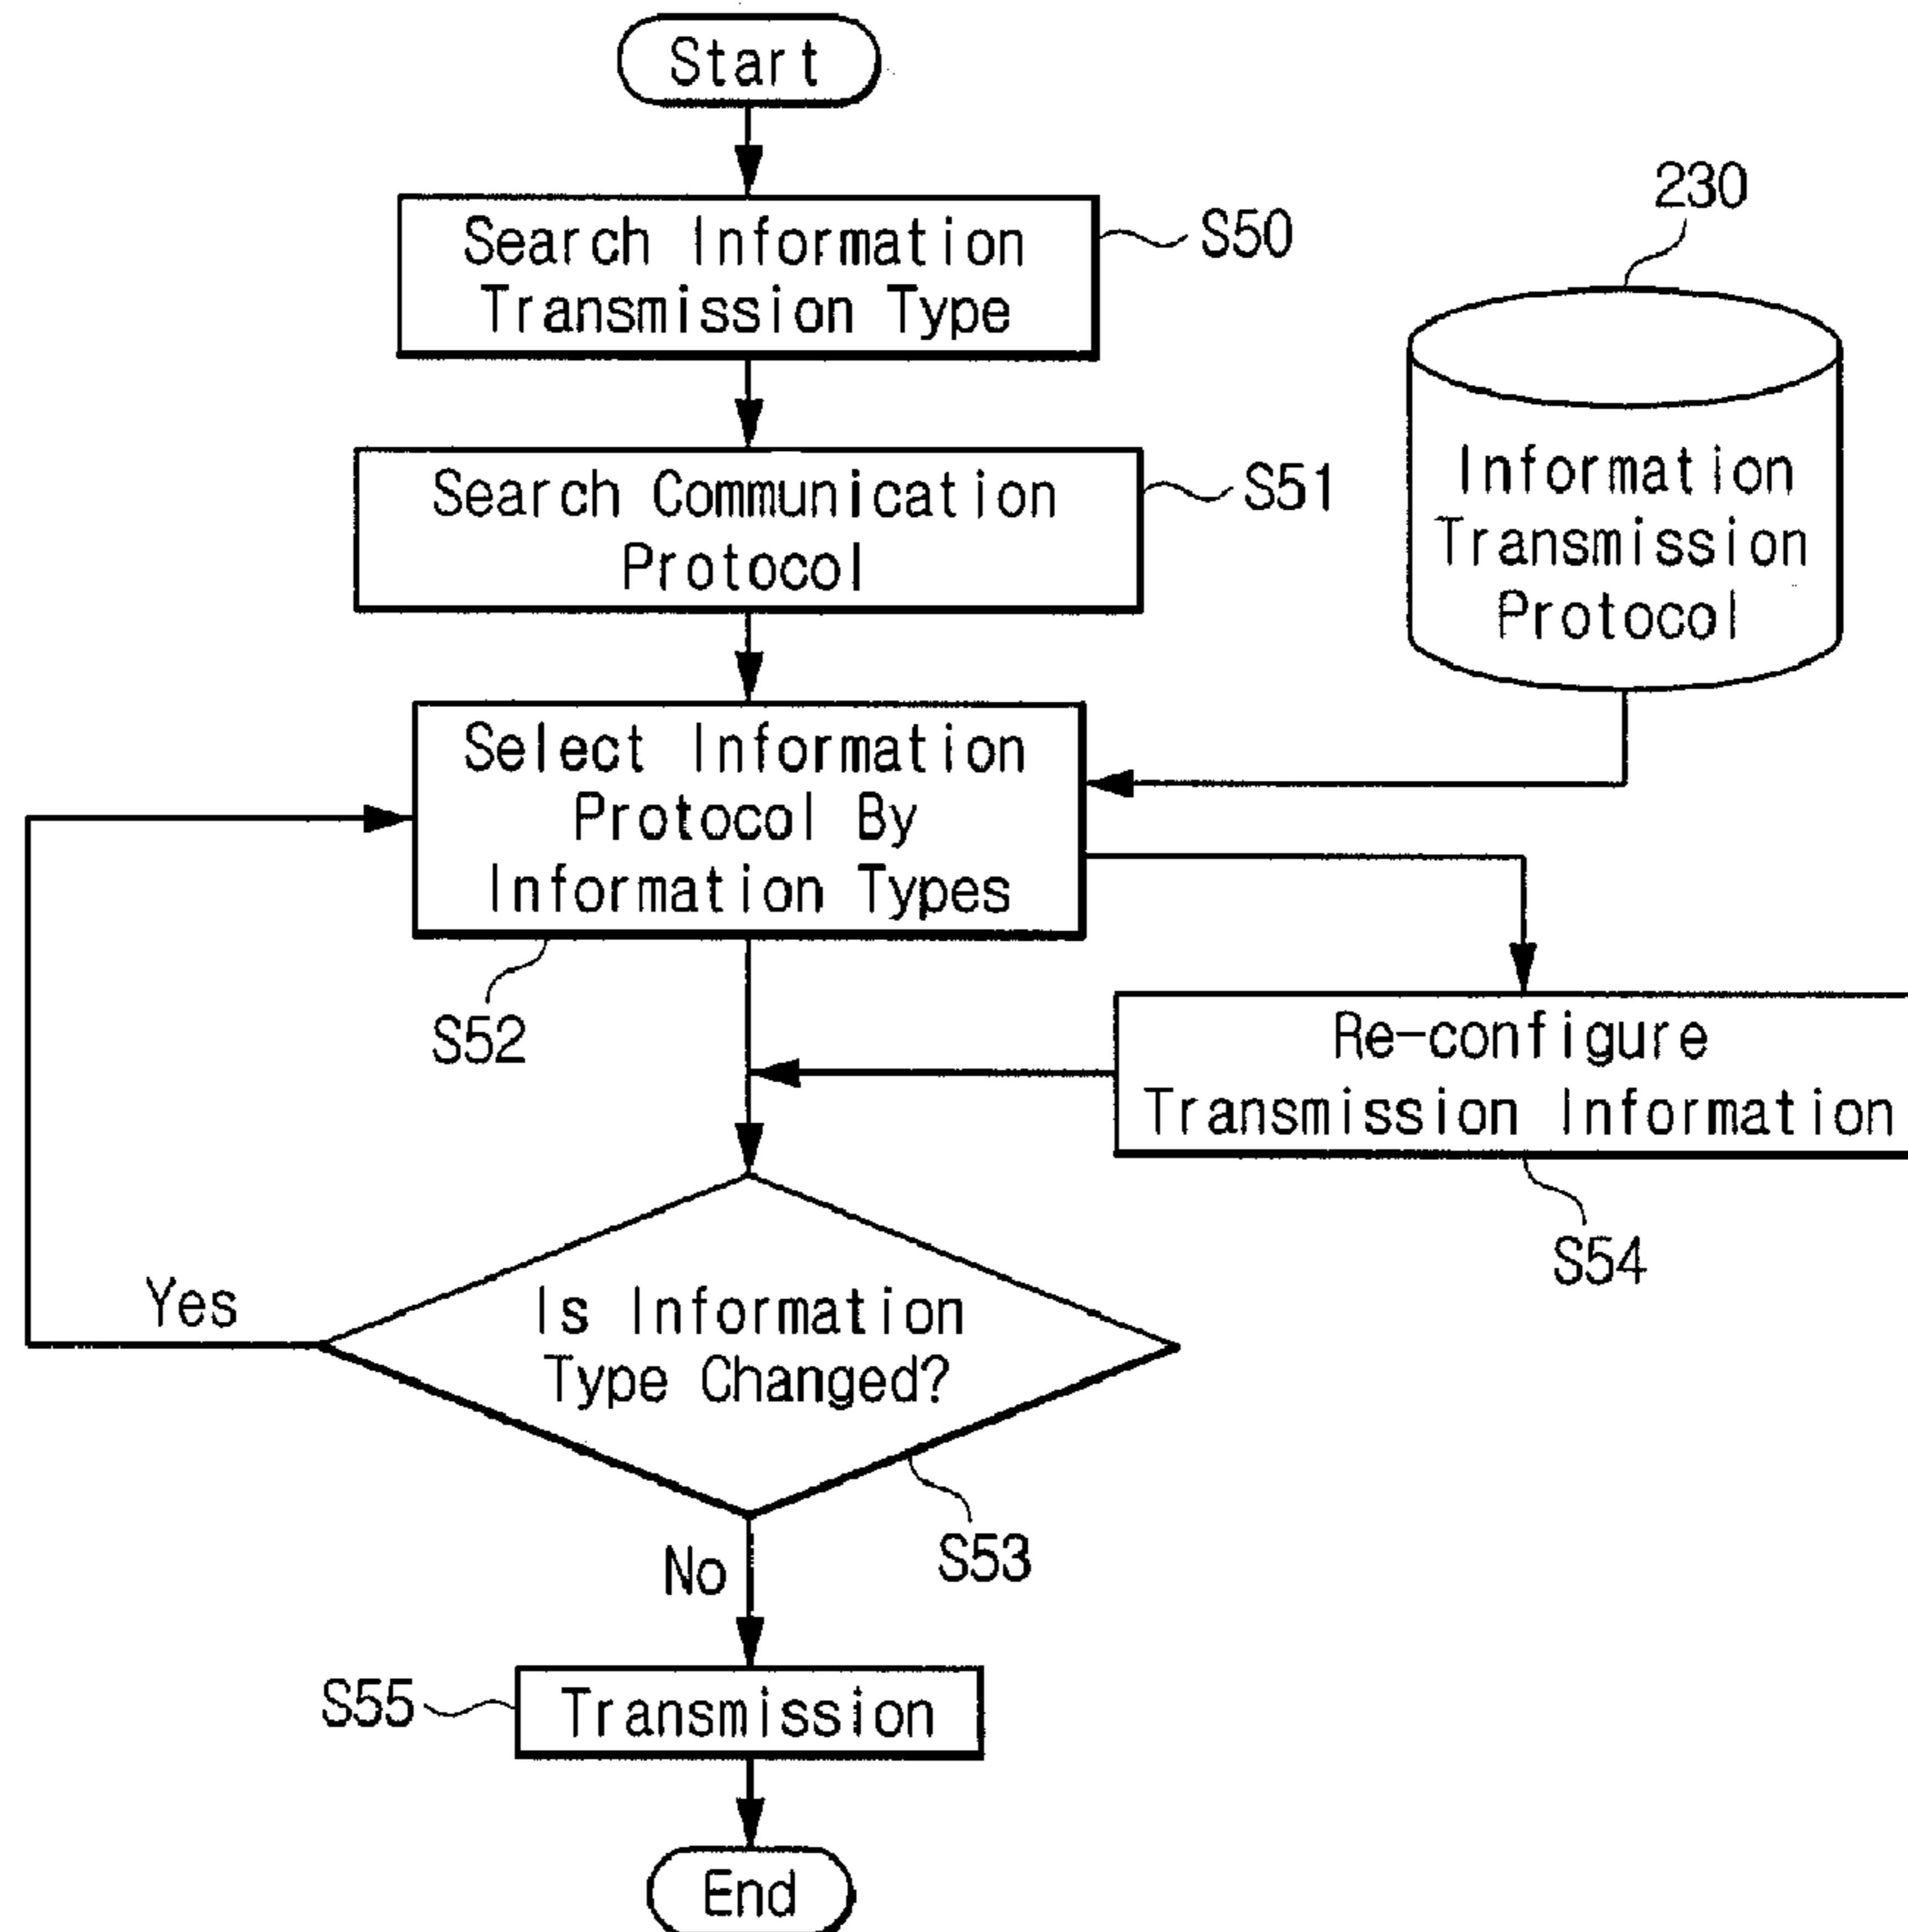 Start
Search Information
Transmission Type
S50
230
Search Communication
Protocol
S51
Information
Transmission
Protocol
Select Information
Protocol By
Information Types
S52
Re-configure
Transmission Information
S54
Yes
Is Information
Type Changed?
S53
No
S55
Transmission
End